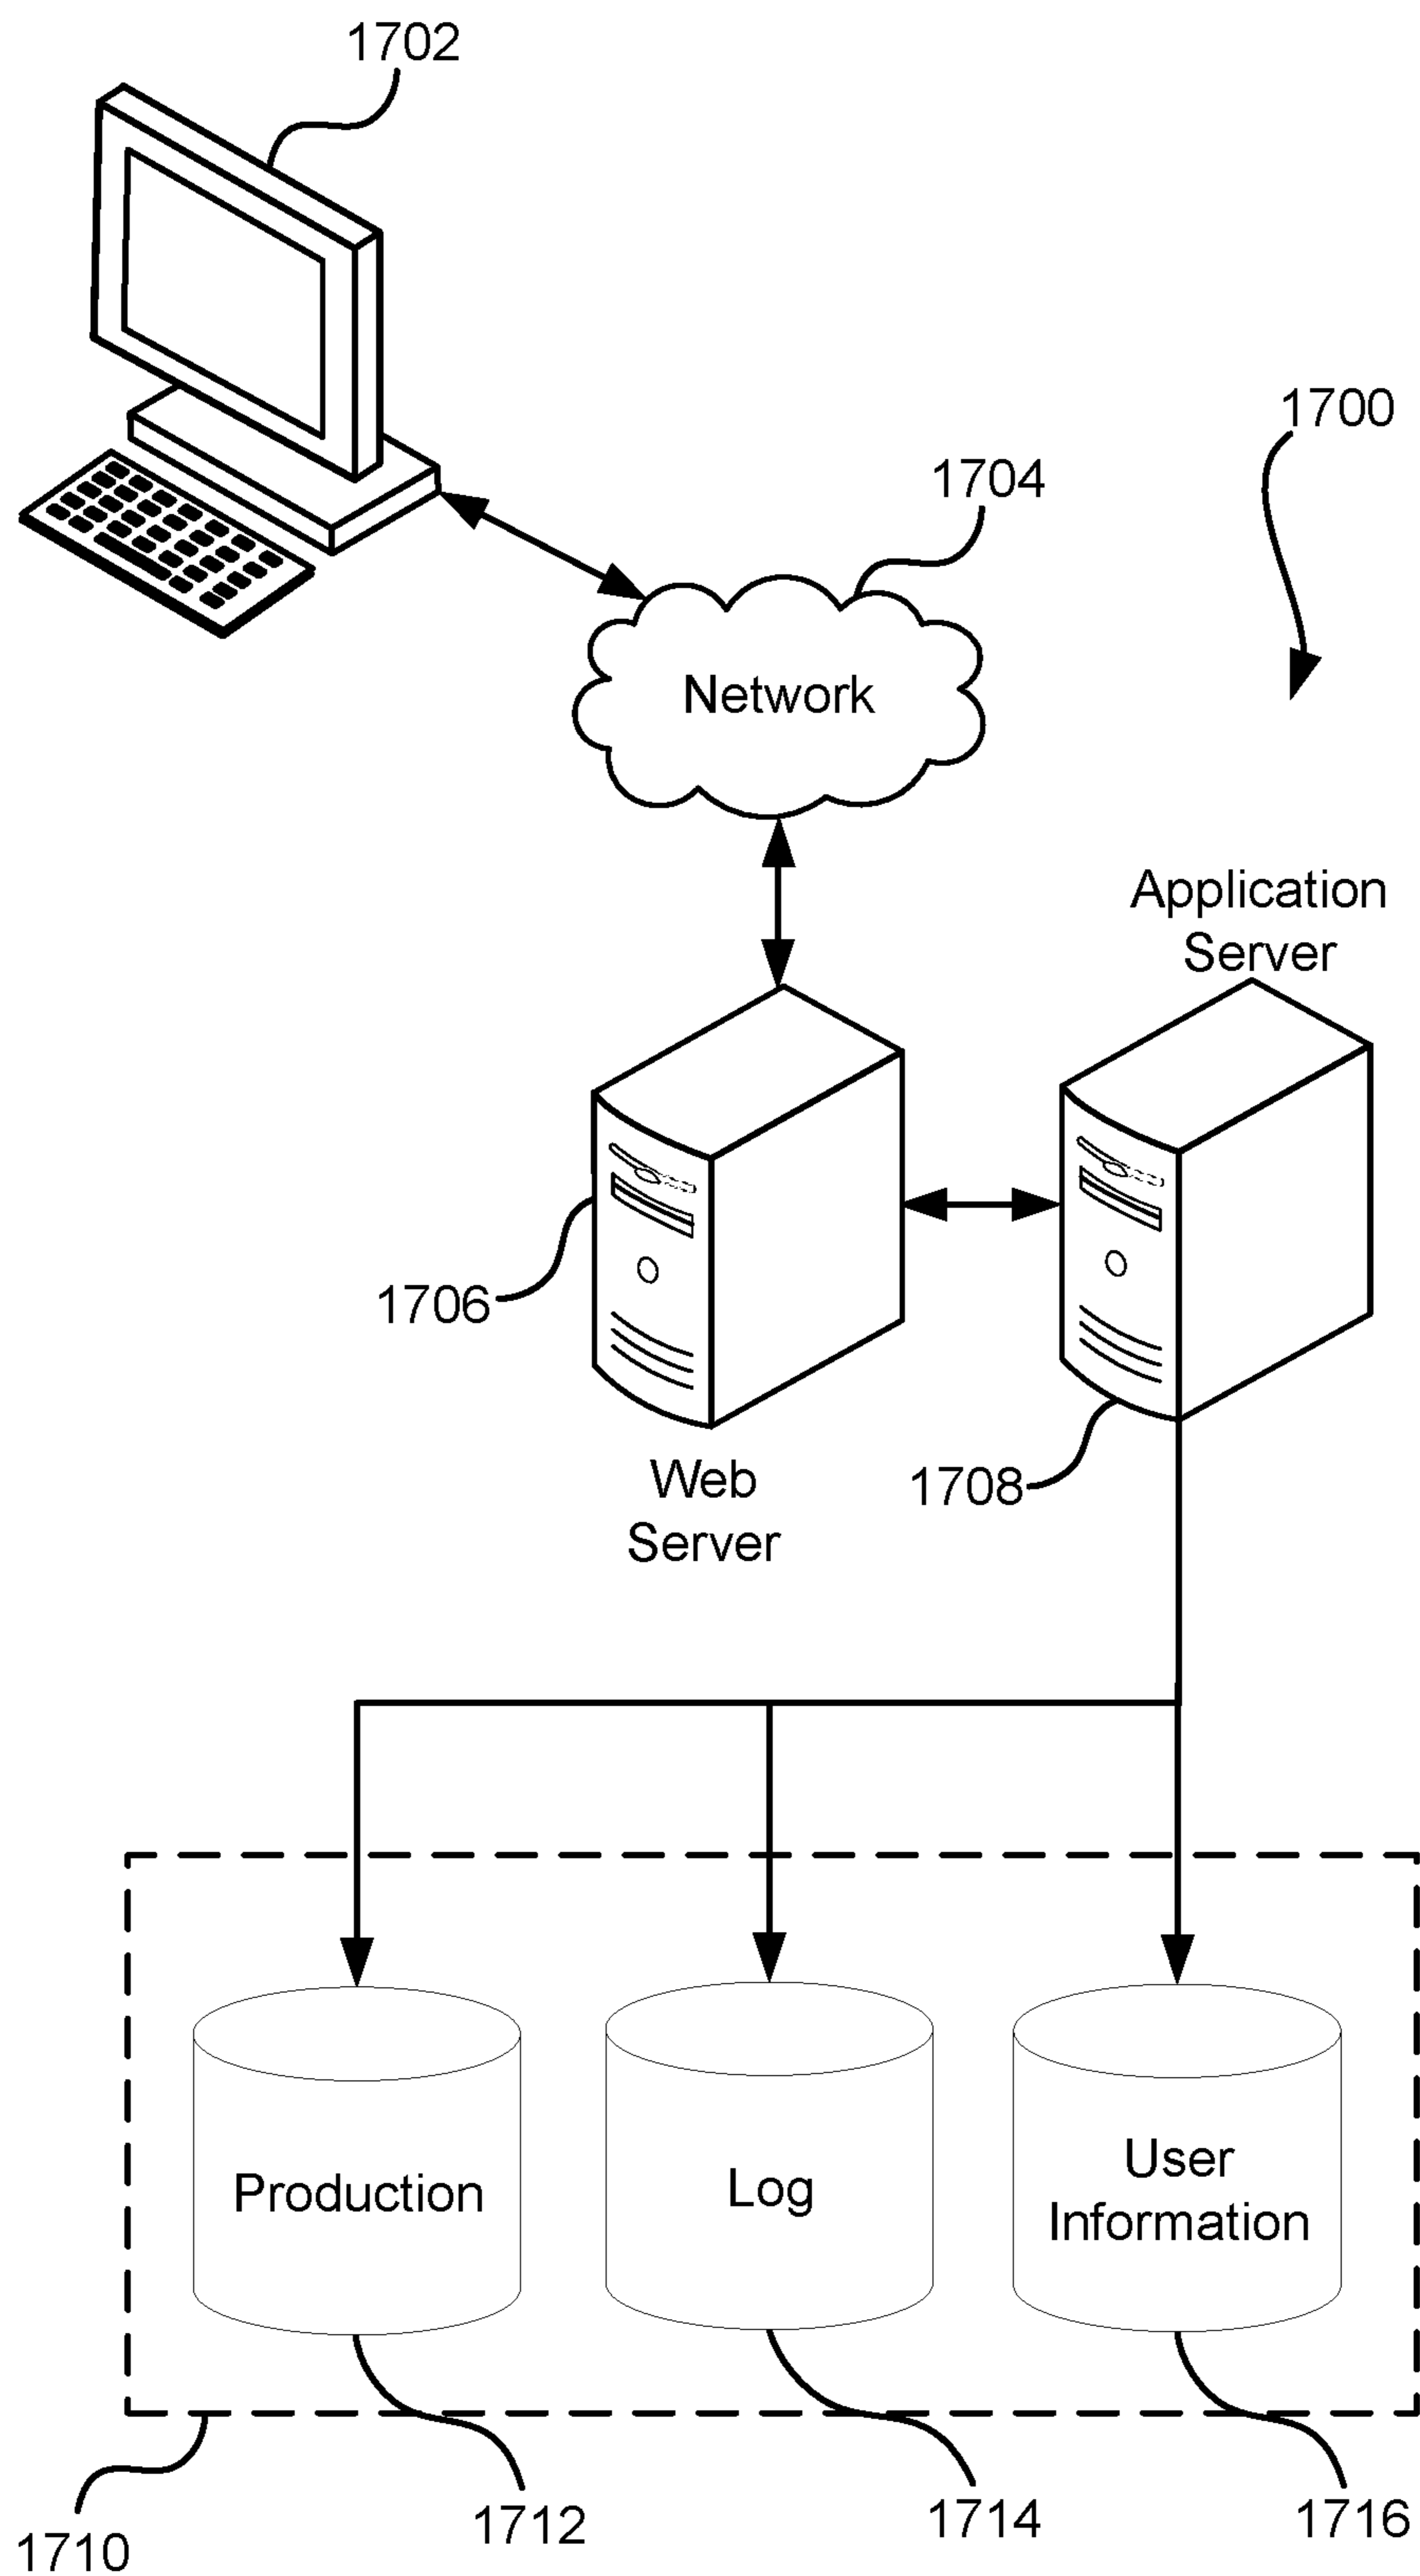 1702
1700
1704
Network
Application
Server
1706
1708
Web
Server
Production
Log
User
Information
1710
1712
1714
1716